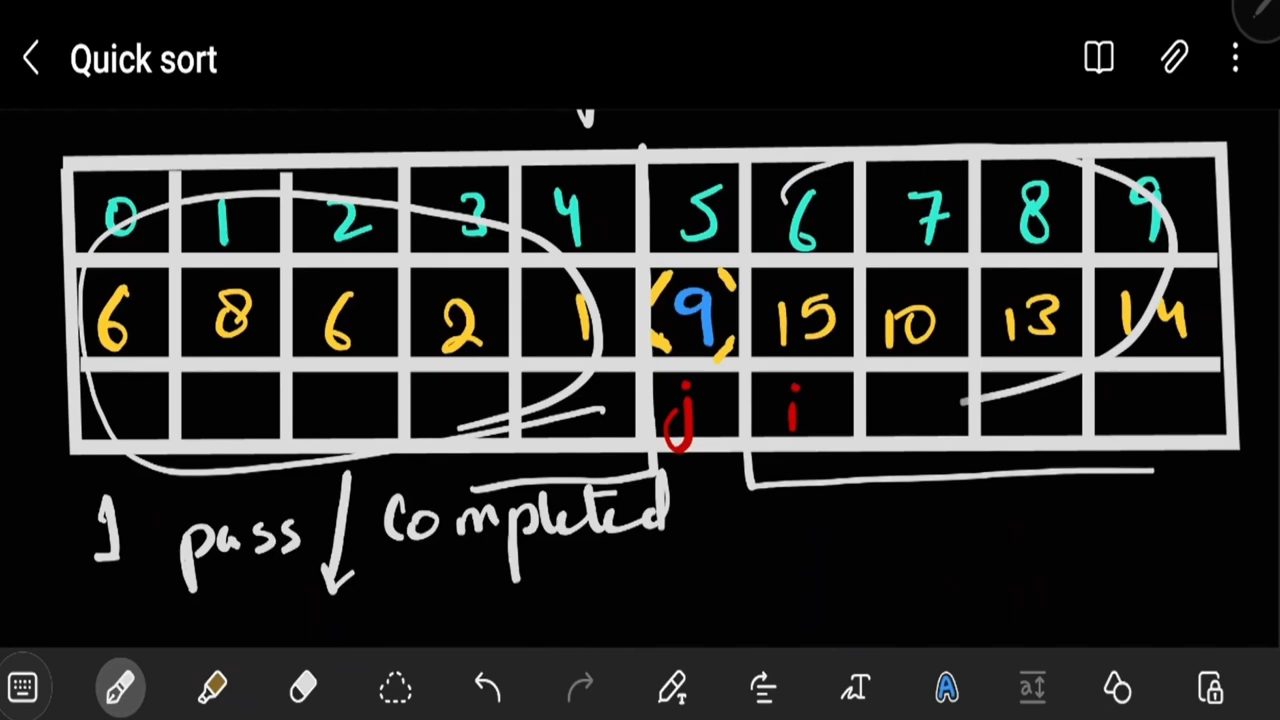 Quick sort
0 1 2 3 4 5 6 7 8 9
6 8 6 2 1 9 15 10 13 14
j i
1 pass completed